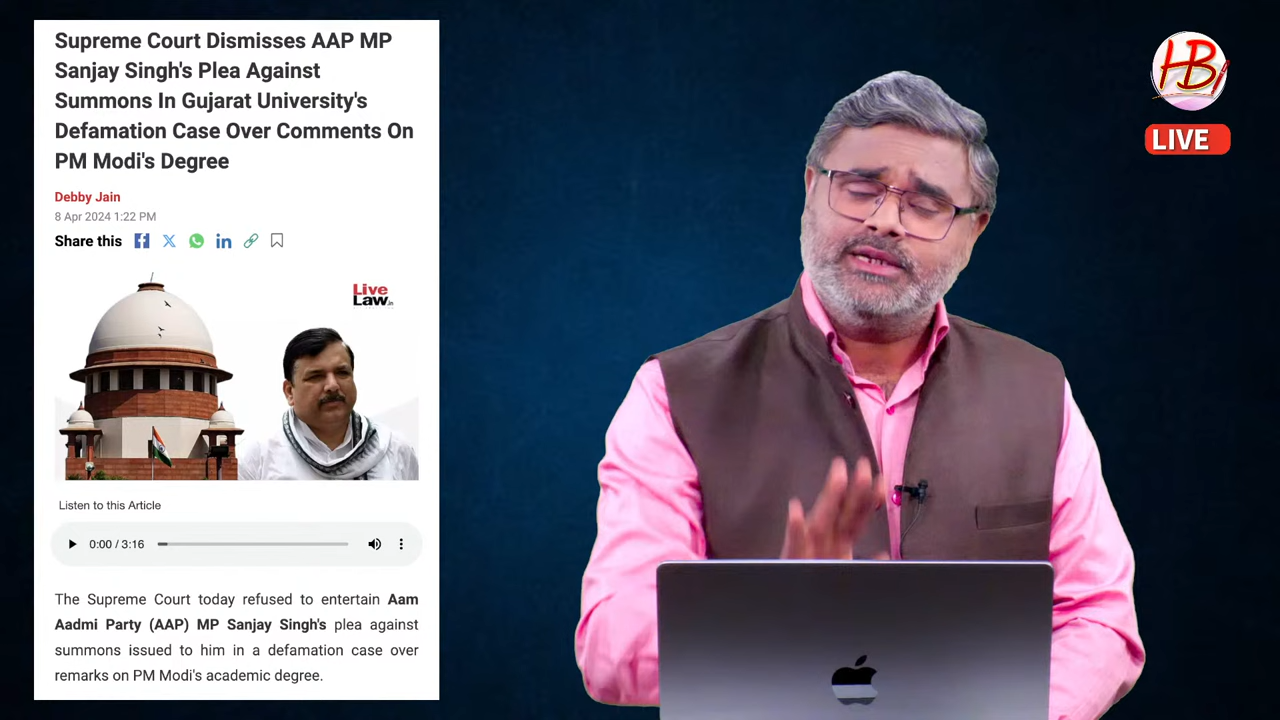 Supreme Court Dismisses AAP MP
Sanjay Singh's Plea Against
Summons In Gujarat University's
Defamation Case Over Comments On
PM Modi's Degree
Debby Jain
8 Apr 2024 1:22 PM
Share this
Live
Law.in
Listen to this Article
0:00 / 3:16
The Supreme Court today refused to entertain Aam
Aadmi Party (AAP) MP Sanjay Singh's plea against
summons issued to him in a defamation case over
remarks on PM Modi's academic degree.
HB
LIVE